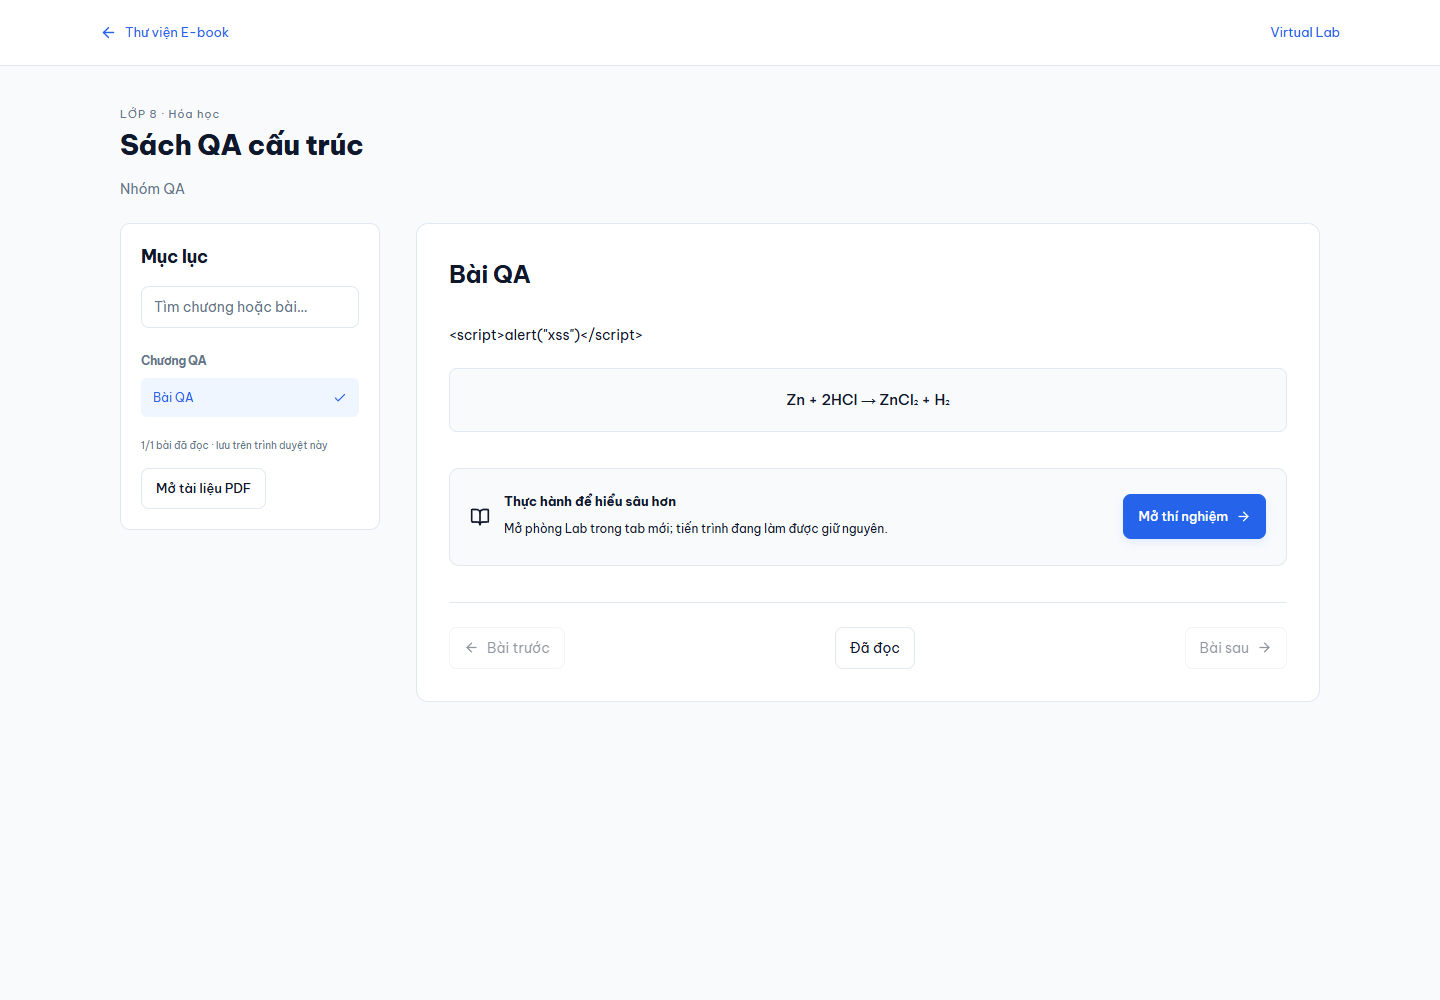 Thư viện E-book
Virtual Lab
LỚP 8 · Hóa học
Sách QA cấu trúc
Nhóm QA
Mục lục
Tìm chương hoặc bài...
Chương QA
Bài QA
1/1 bài đã đọc · lưu trên trình duyệt này
Mở tài liệu PDF
Bài QA
<script>alert("xss")</script>
Zn + 2HCl → ZnCl₂ + H₂
Thực hành để hiểu sâu hơn
Mở phòng Lab trong tab mới; tiến trình đang làm được giữ nguyên.
Mở thí nghiệm
Bài trước
Đã đọc
Bài sau